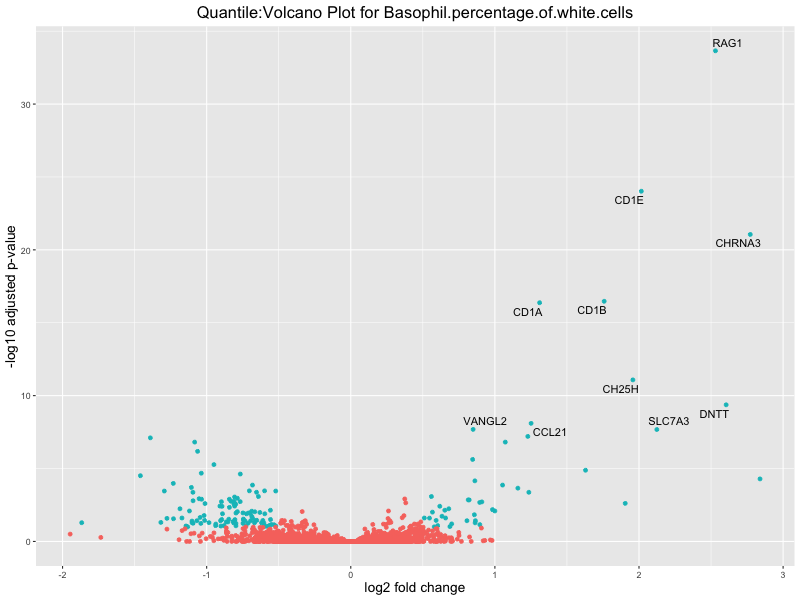 Quantile:Volcano Plot for Basophil.percentage.of.white.cells
RAG1
30
CD1E
CHRNA3
20
CD1A
CD1B
CH25H
10
DNTT
VANGL2
SLC7A3
CCL21
0
-log10 adjusted p-value
-2
-1
0
1
2
3
log2 fold change